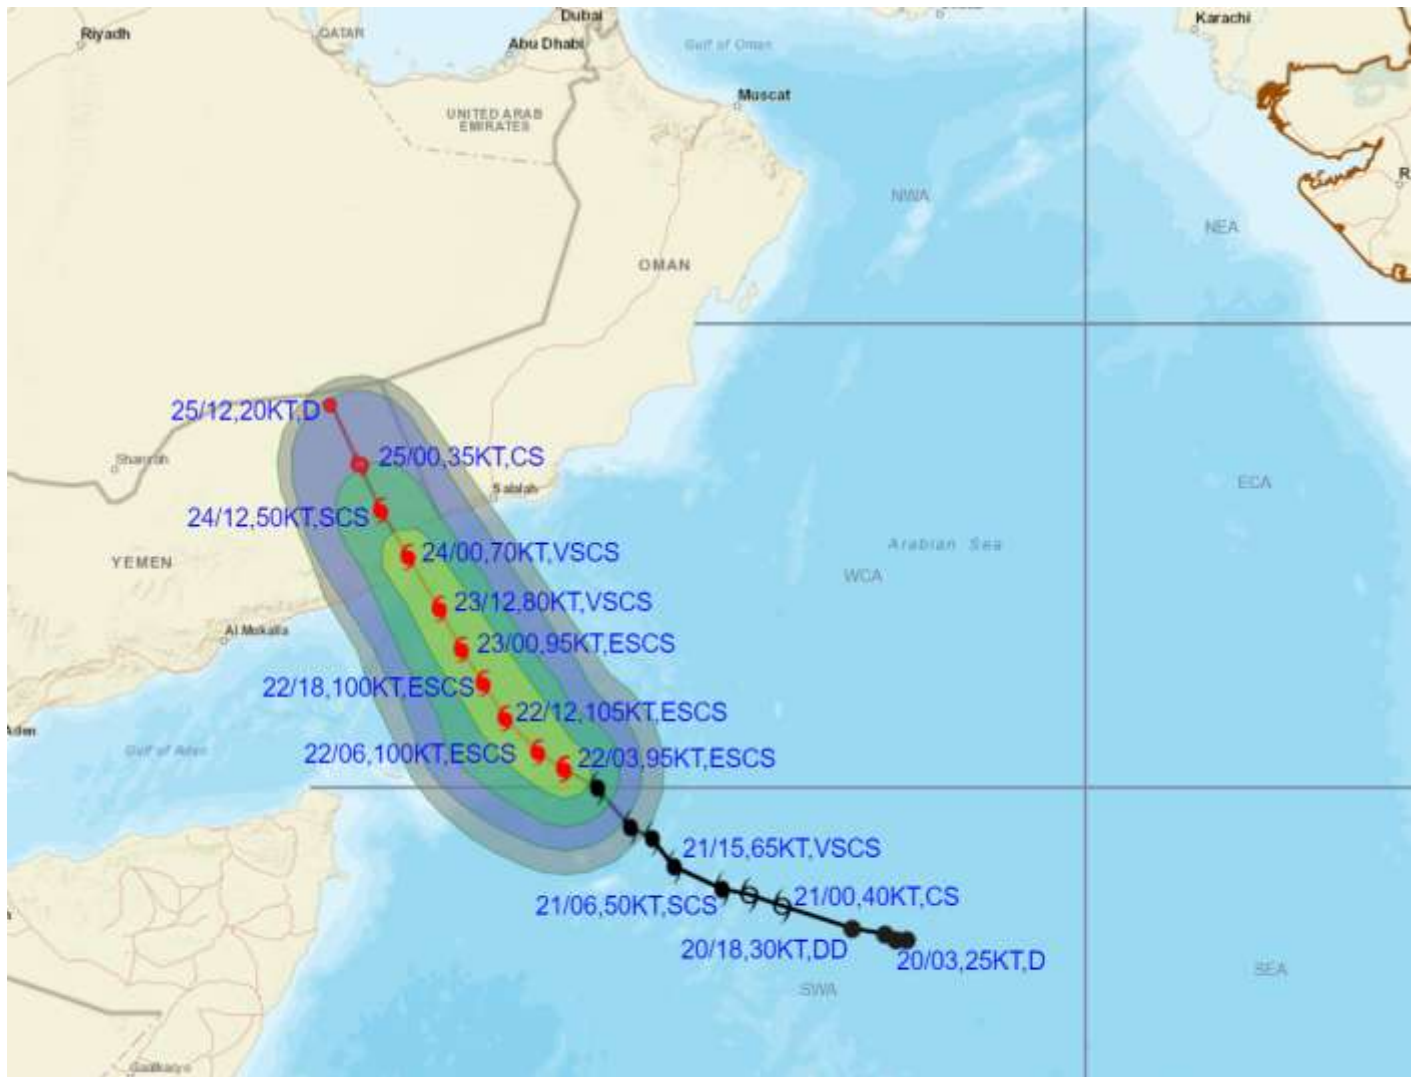 Dubai
Karachi
Riyadh
QATAR
Abu Dhabi
Gulf of Oman
Muscat
UNITED ARAB
EMIRATES
R
NWA
NEA
OMAN
25/12,20KT,D
25/00,35KT,CS
Sharurah
Salalah
ECA
24/12,50KT,SCS
24/00,70KT,VSCS
Arabian Sea
YEMEN
WCA
23/12,80KT,VSCS
Al Mukalla
23/00,95KT,ESCS
22/18,100KT,ESCS
22/12,105KT,ESCS
Aden
Gulf of Aden
22/06,100KT,ESCS
22/03,95KT,ESCS
21/15,65KT,VSCS
21/06,50KT,SCS
21/00,40KT,CS
20/18,30KT,DD
20/03,25KT,D
SEA
SWA
Gaalkacyo